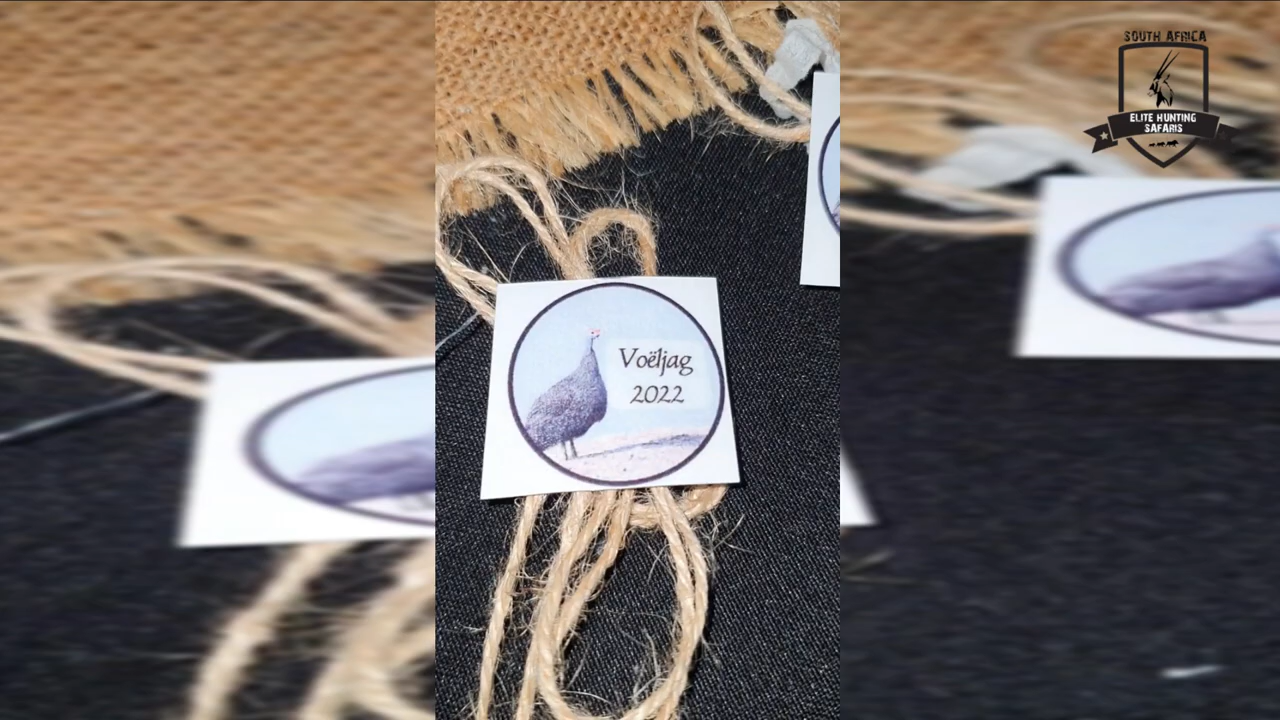 SOUTH AFRICA
ELITE HUNTING
SAFARIS
Voëljag
2022